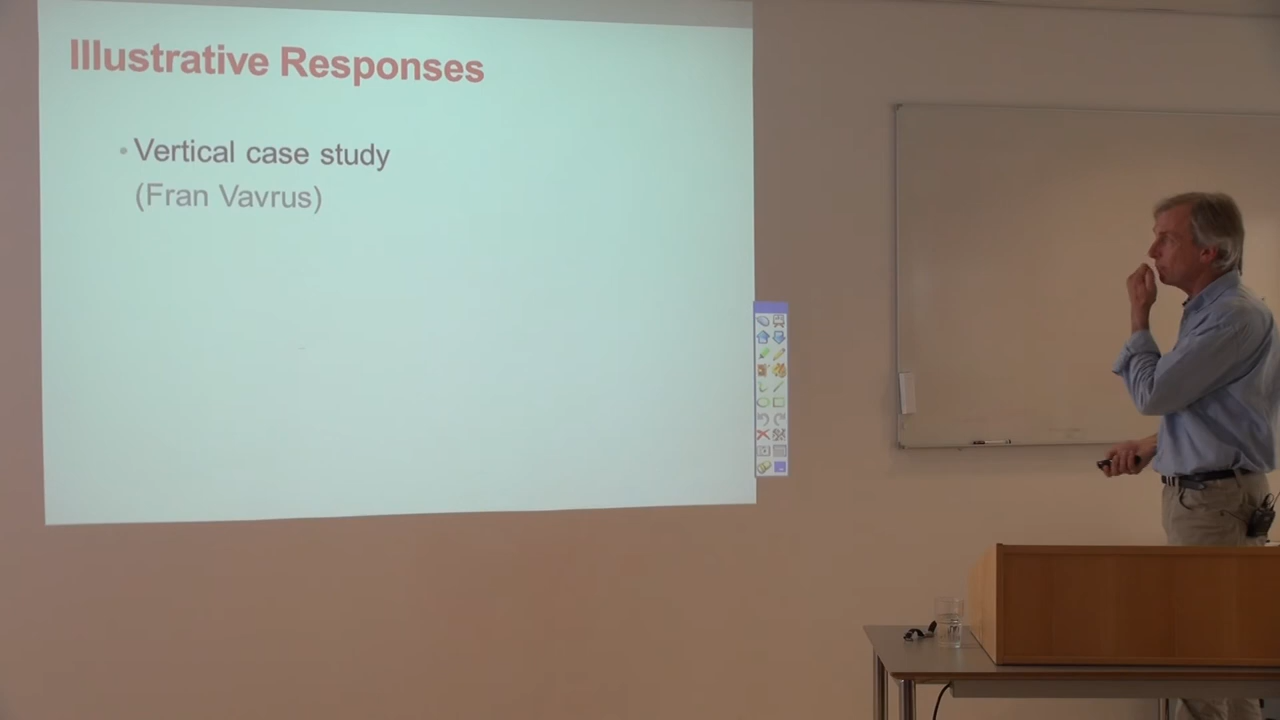 Illustrative Responses
• Vertical case study
(Fran Vavrus)